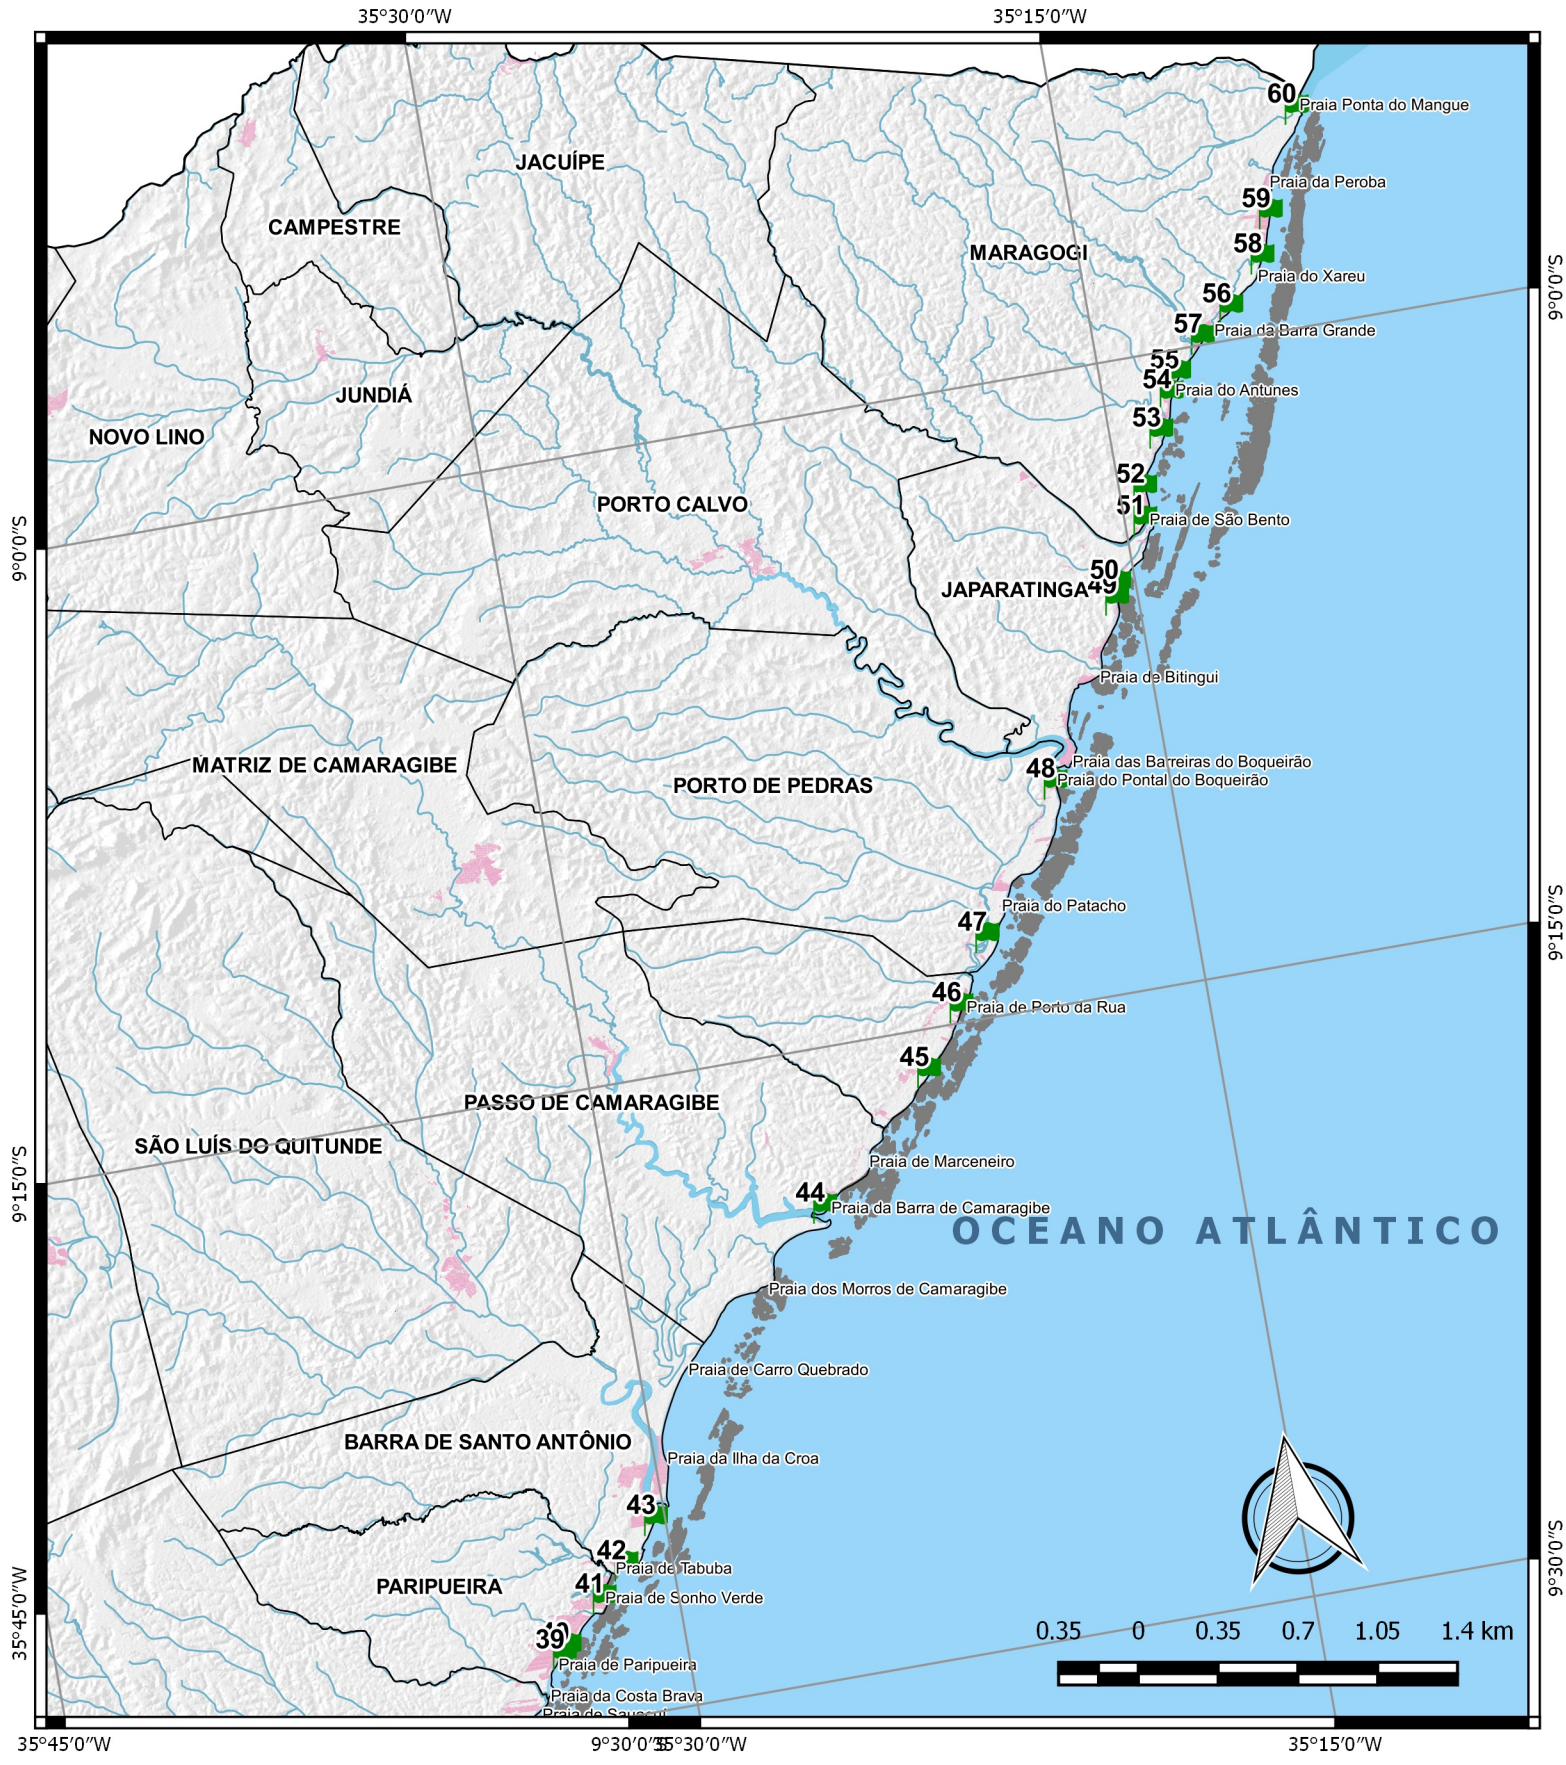 35°30′0″W
35°15′0″W
60
Praia Ponta do Mangue
JACUÍPE
Praia da Peroba
59
CAMPESTRE
MARAGOGI
58
Praia do Xareu
56
9°0′0″S
57
Praia da Barra Grande
55
54
Praia do Antunes
JUNDIÁ
53
NOVO LINO
52
PORTO CALVO
51
Praia de São Bento
9°0′0″S
50
JAPARATINGA
49
Praia de Bitingui
MATRIZ DE CAMARAGIBE
Praia das Barreiras do Boqueirão
48
Praia do Pontal do Boqueirão
PORTO DE PEDRAS
Praia do Patacho
47
9°15′0″S
46
Praia de Porto da Rua
45
PASSO DE CAMARAGIBE
SÃO LUÍS DO QUITUNDE
Praia de Marceneiro
9°15′0″S
44
Praia da Barra de Camaragibe
OCEANO ATLÂNTICO
Praia dos Morros de Camaragibe
Praia de Carro Quebrado
BARRA DE SANTO ANTÔNIO
Praia da Ilha da Croa
43
42
Praia de Tabuba
9°30′0″S
41
PARIPUEIRA
Praia de Sonho Verde
35°45′0″W
39
0.35 0 0.35 0.7 1.05 1.4 km
Praia de Paripueira
Praia da Costa Brava
35°45′0″W
9°30′0″S
35°30′0″W
35°15′0″W